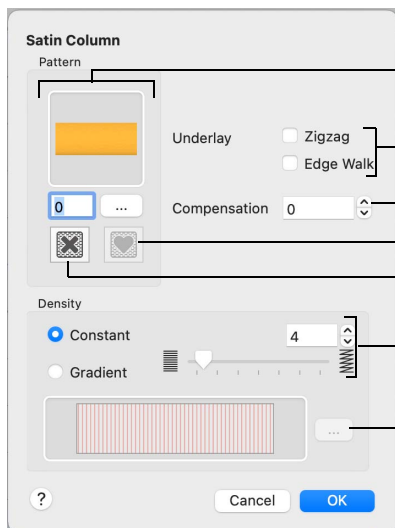 Satin Column
Pattern
Underlay
Zigzag
Edge Walk
0
...
Compensation
0
Density
Constant
4
Gradient
...
?
Cancel
OK